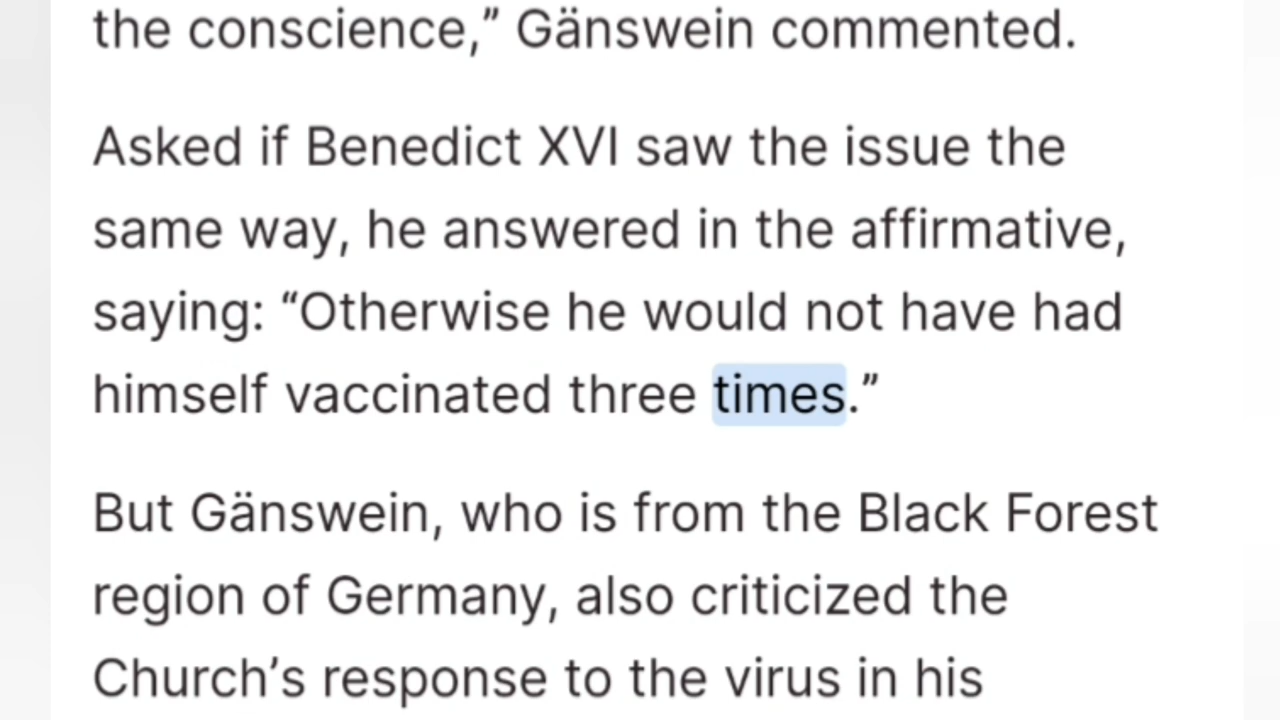 the conscience,” Gänswein commented.
Asked if Benedict XVI saw the issue the
same way, he answered in the affirmative,
saying: “Otherwise he would not have had
himself vaccinated three times.”
But Gänswein, who is from the Black Forest
region of Germany, also criticized the
Church’s response to the virus in his